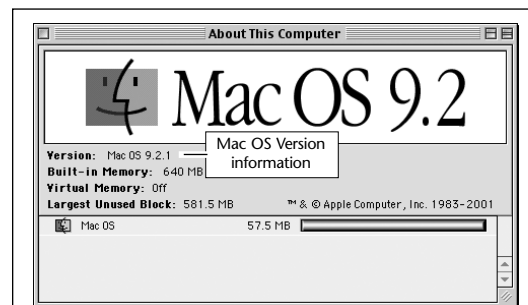 About This Computer
Mac OS 9.2
Version: Mac OS 9.2.1
Mac OS Version
information
Built-in Memory: 640 MB
Virtual Memory: Off
Largest Unused Block: 581.5 MB
™ & © Apple Computer, Inc. 1983-2001
Mac OS
57.5 MB